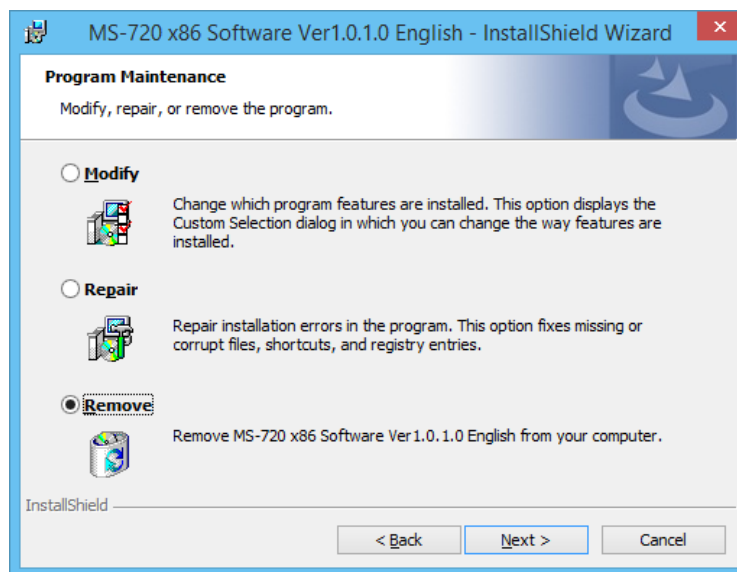 MS-720 x86 Software Ver1.0.1.0 English - InstallShield Wizard
Program Maintenance
Modify, repair, or remove the program.
Modify
Change which program features are installed. This option displays the
Custom Selection dialog in which you can change the way features are
installed.
Repair
Repair installation errors in the program. This option fixes missing or
corrupt files, shortcuts, and registry entries.
Remove
Remove MS-720 x86 Software Ver1.0.1.0 English from your computer.
InstallShield
< Back Next > Cancel